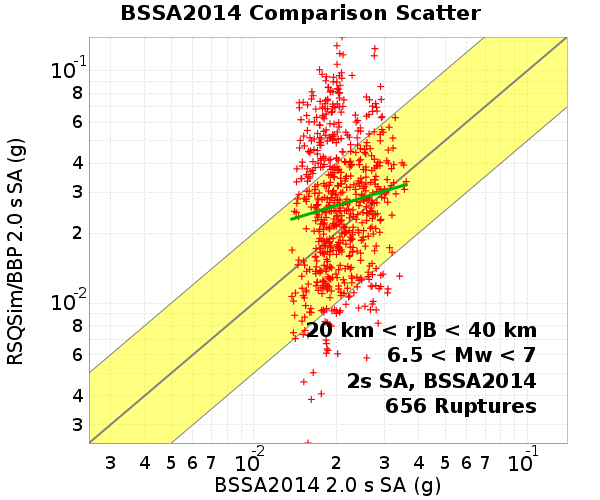 BSSA2014 Comparison Scatter
RSQSim/BBP 2.0 s SA (g)
10-1
8
6
4
3
2
10-2
8
6
4
3
20 km < rJB < 40 km
6.5 < Mw < 7
2s SA, BSSA2014
656 Ruptures
3 4 5 6 7 10-2 2 3 4 5 6 7 10-1
BSSA2014 2.0 s SA (g)